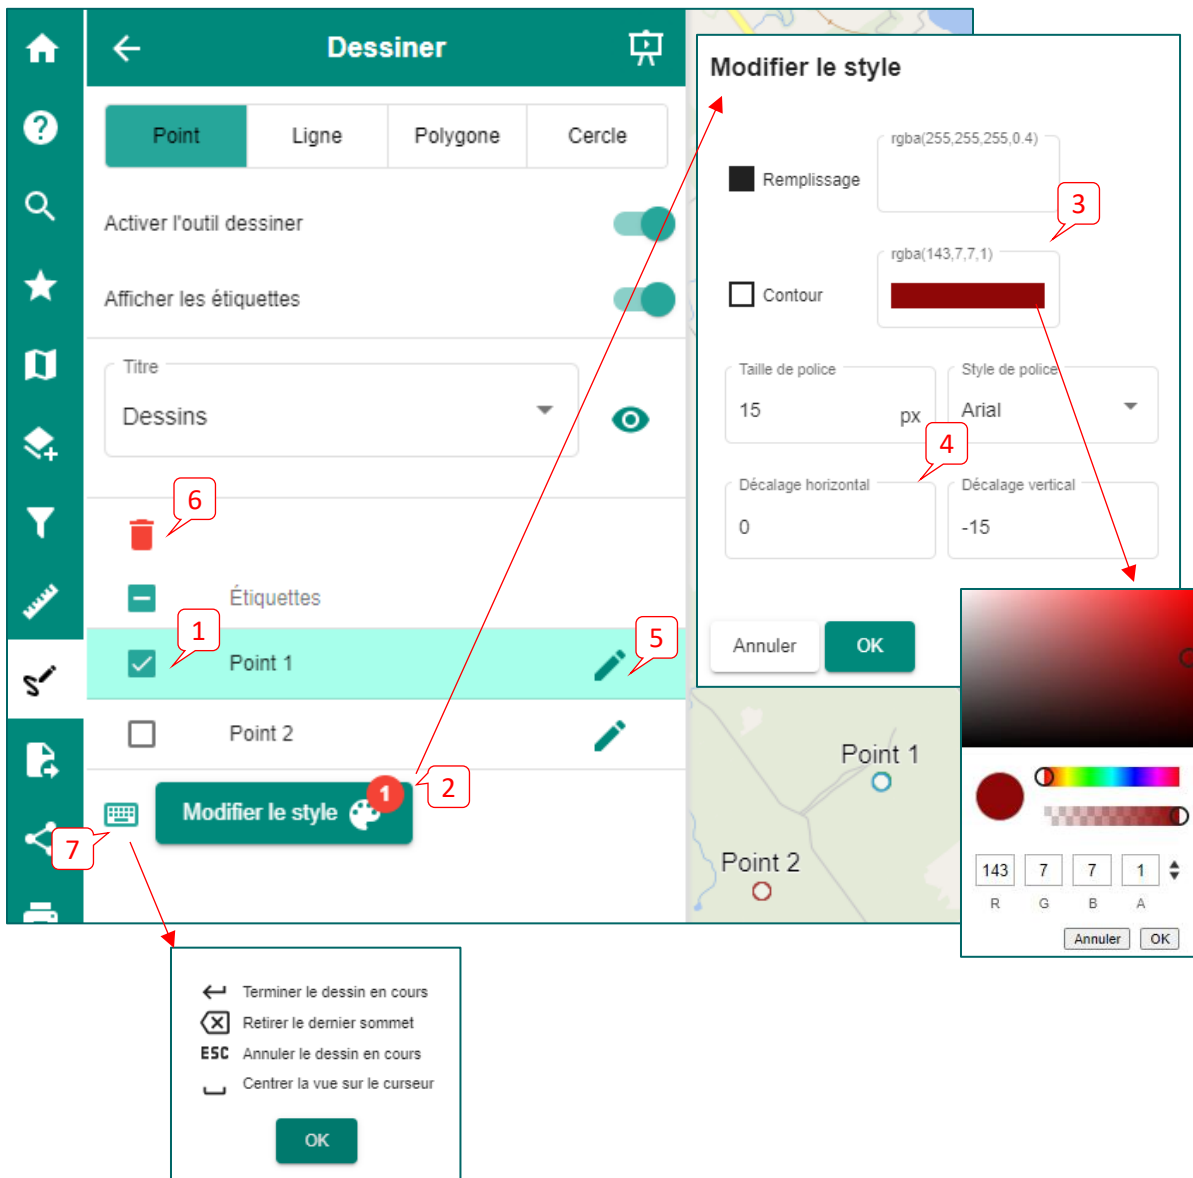 Dessiner
Point
Ligne
Polygone
Cercle
Activer l'outil dessiner
Afficher les étiquettes
Titre
Dessins
6
Étiquettes
1
Point 1
5
Point 2
Modifier le style
1
2
7
Modifier le style
rgba(255,255,255,0.4)
Remplissage
3
rgba(143,7,7,1)
Contour
Taille de police
15 px
Style de police
Arial
4
Décalage horizontal
0
Décalage vertical
-15
Annuler
OK
Point 1
Point 2
143 7 7 1
R G B A
Annuler OK
Terminer le dessin en cours
Retirer le dernier sommet
ESC Annuler le dessin en cours
Centrer la vue sur le curseur
OK